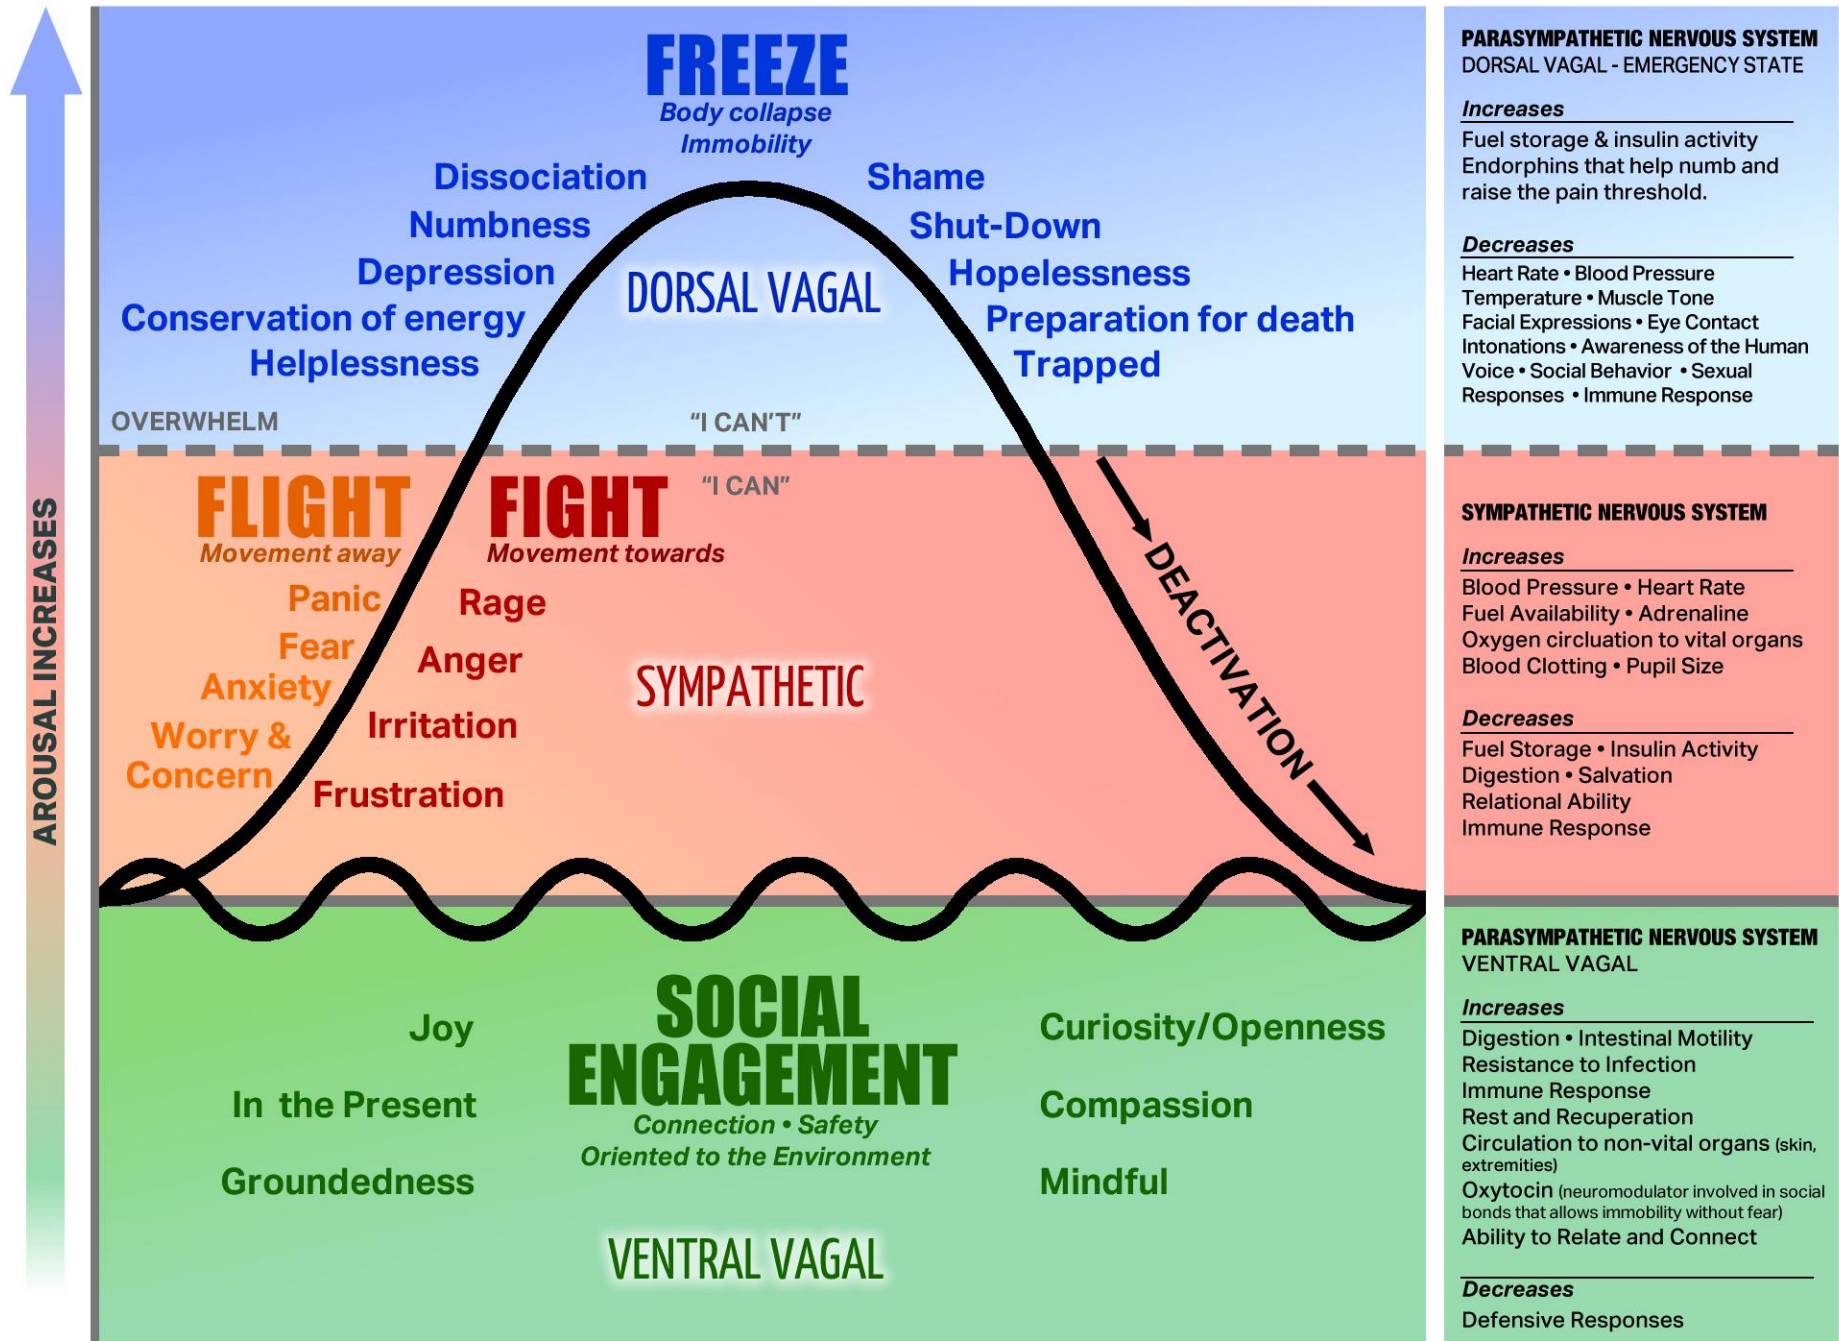 AROUSAL INCREASES
FREEZE
Body collapse
Immobility
Dissociation
Numbness
Depression
Conservation of energy
Helplessness
Shame
Shut-Down
Hopelessness
Preparation for death
Trapped
DORSAL VAGAL
OVERWHELM
“I CAN’T”
“I CAN”
FLIGHT
Movement away
Panic
Fear
Anxiety
Worry &
Concern
FIGHT
Movement towards
Rage
Anger
Irritation
Frustration
SYMPATHETIC
DEACTIVATION
SOCIAL
ENGAGEMENT
Connection • Safety
Oriented to the Environment
Joy
In the Present
Groundedness
Curiosity/Openness
Compassion
Mindful
VENTRAL VAGAL
PARASYMPATHETIC NERVOUS SYSTEM
DORSAL VAGAL - EMERGENCY STATE
Increases
Fuel storage & insulin activity
Endorphins that help numb and
raise the pain threshold.
Decreases
Heart Rate • Blood Pressure
Temperature • Muscle Tone
Facial Expressions • Eye Contact
Intonations • Awareness of the Human
Voice • Social Behavior • Sexual
Responses • Immune Response
SYMPATHETIC NERVOUS SYSTEM
Increases
Blood Pressure • Heart Rate
Fuel Availability • Adrenaline
Oxygen circluation to vital organs
Blood Clotting • Pupil Size
Decreases
Fuel Storage • Insulin Activity
Digestion • Salvation
Relational Ability
Immune Response
PARASYMPATHETIC NERVOUS SYSTEM
VENTRAL VAGAL
Increases
Digestion • Intestinal Motility
Resistance to Infection
Immune Response
Rest and Recuperation
Circulation to non-vital organs (skin,
extremities)
Oxytocin (neuromodulator involved in social
bonds that allows immobility without fear)
Ability to Relate and Connect
Decreases
Defensive Responses